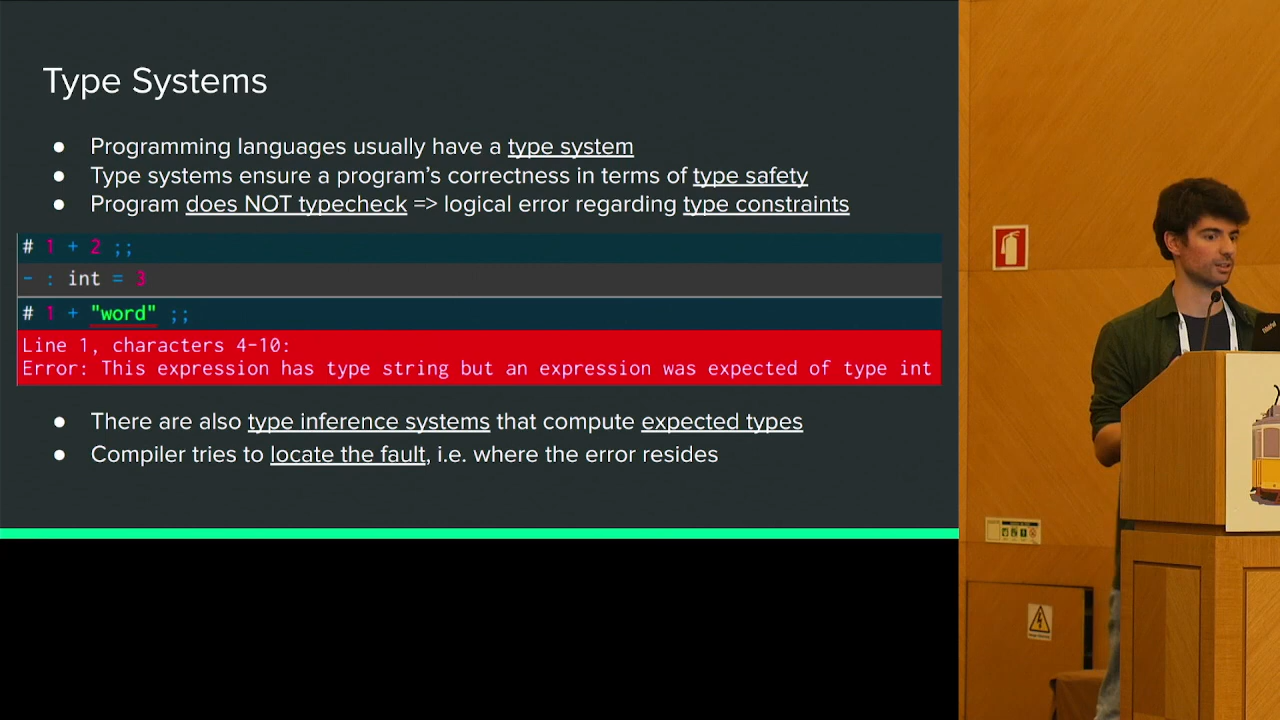 Type Systems
● Programming languages usually have a type system
● Type systems ensure a program's correctness in terms of type safety
● Program does NOT typecheck => logical error regarding type constraints
# 1 + 2 ;;
- : int = 3
# 1 + "word" ;;
Line 1, characters 4-10:
Error: This expression has type string but an expression was expected of type int
● There are also type inference systems that compute expected types
● Compiler tries to locate the fault, i.e. where the error resides